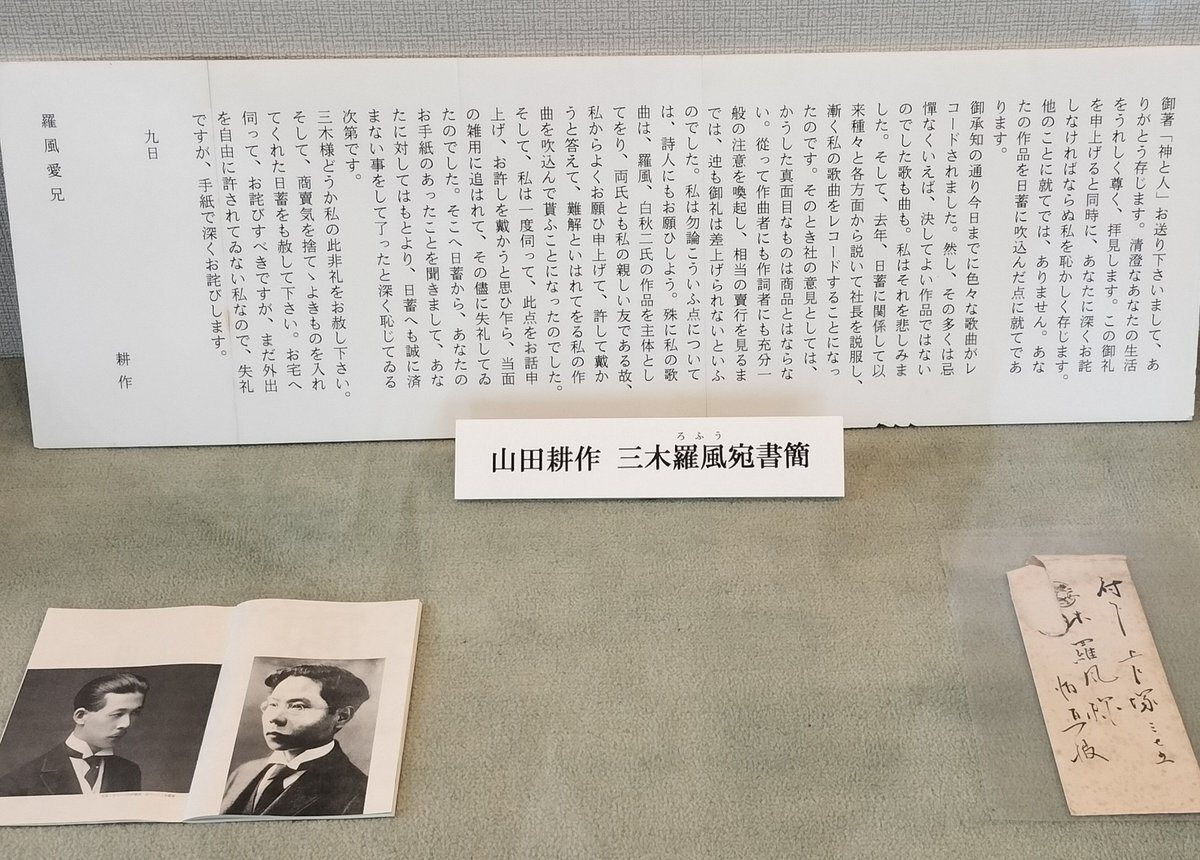 御著「神と人」お送り下さいまして、あ
りがとう存じます。清澄なあなたの生活
をうれしく尊く、拝見します。この御礼
を申上げると同時に、あなたに深くお詫
しなければならぬ私を恥かしく存じます。
他のことに就てでは、ありません。あな
たの作品を日蓄に吹込んだ点に就てであ
ります。
御承知の通り今日までに色々な歌曲がレ
コードされました。然し、その多くは忌
憚なくいえば、決してよい作品ではない
のでした歌も曲も。私はそれを悲しみま
した。そして、去年、日蓄に関係して以
来種々と各方面から説いて社長を説服し、
漸く私の歌曲をレコードすることになっ
たのです。そのとき社の意見としては、
かうした真面目なものは商品とはならな
い。從って作曲者にも作詞者にも充分一
般の注意を喚起し、相当の賣行を見るま
では、迚も御礼は差上げられないといふ
のでした。私は勿論こういふ点について
は、詩人にもお願ひしよう。殊に私の歌
曲は、羅風、白秋二氏の作品を主体とし
てをり、両氏とも私の親しい友である故、
私からよくお願ひ申上げて、許して戴か
うと答えて、難解といはれてをる私の作
曲を吹込んで貰ふことになったのでした。
そして、私は一度伺って、此点をお話申
上げ、お許しを戴かうと思ひ乍ら、当面
の雑用に追はれて、その儘に失礼してゐ
たのでした。そこへ日蓄から、あなたの
お手紙のあったことを聞きまして、あな
たに対してはもとより、日蓄へも誠に済
まない事をして了ったと深く恥じてゐる
次第です。
三木様どうか私の此非礼をお赦し下さい。
そして、商賣気を捨てゝよきものを入れ
てくれた日蓄をも赦して下さい。お宅へ
伺って、お詫びすべきですが、まだ外出
を自由に許されてゐない私なので、失礼
ですが、手紙で深くお詫びします。
九日
耕作
羅風愛兄
山田耕作 三木羅風宛書簡
ろふう
羅風様